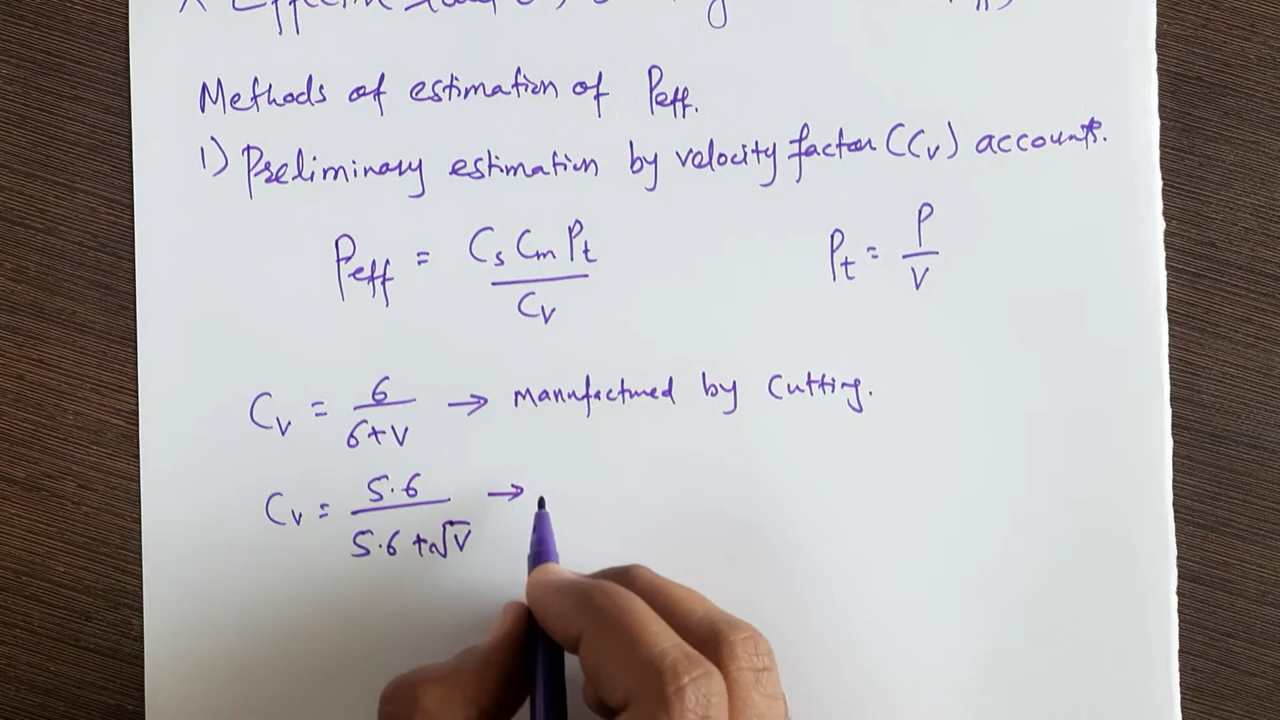 Effective
Methods of estimation of Peff.
1) Preliminary estimation by velocity factor (Cv) accounts.
Peff = Cs Cm Pt / Cv
Pt = P / V
Cv = 6 / 6+V → Manufactured by Cutting.
Cv = 5.6 / 5.6 + √V →